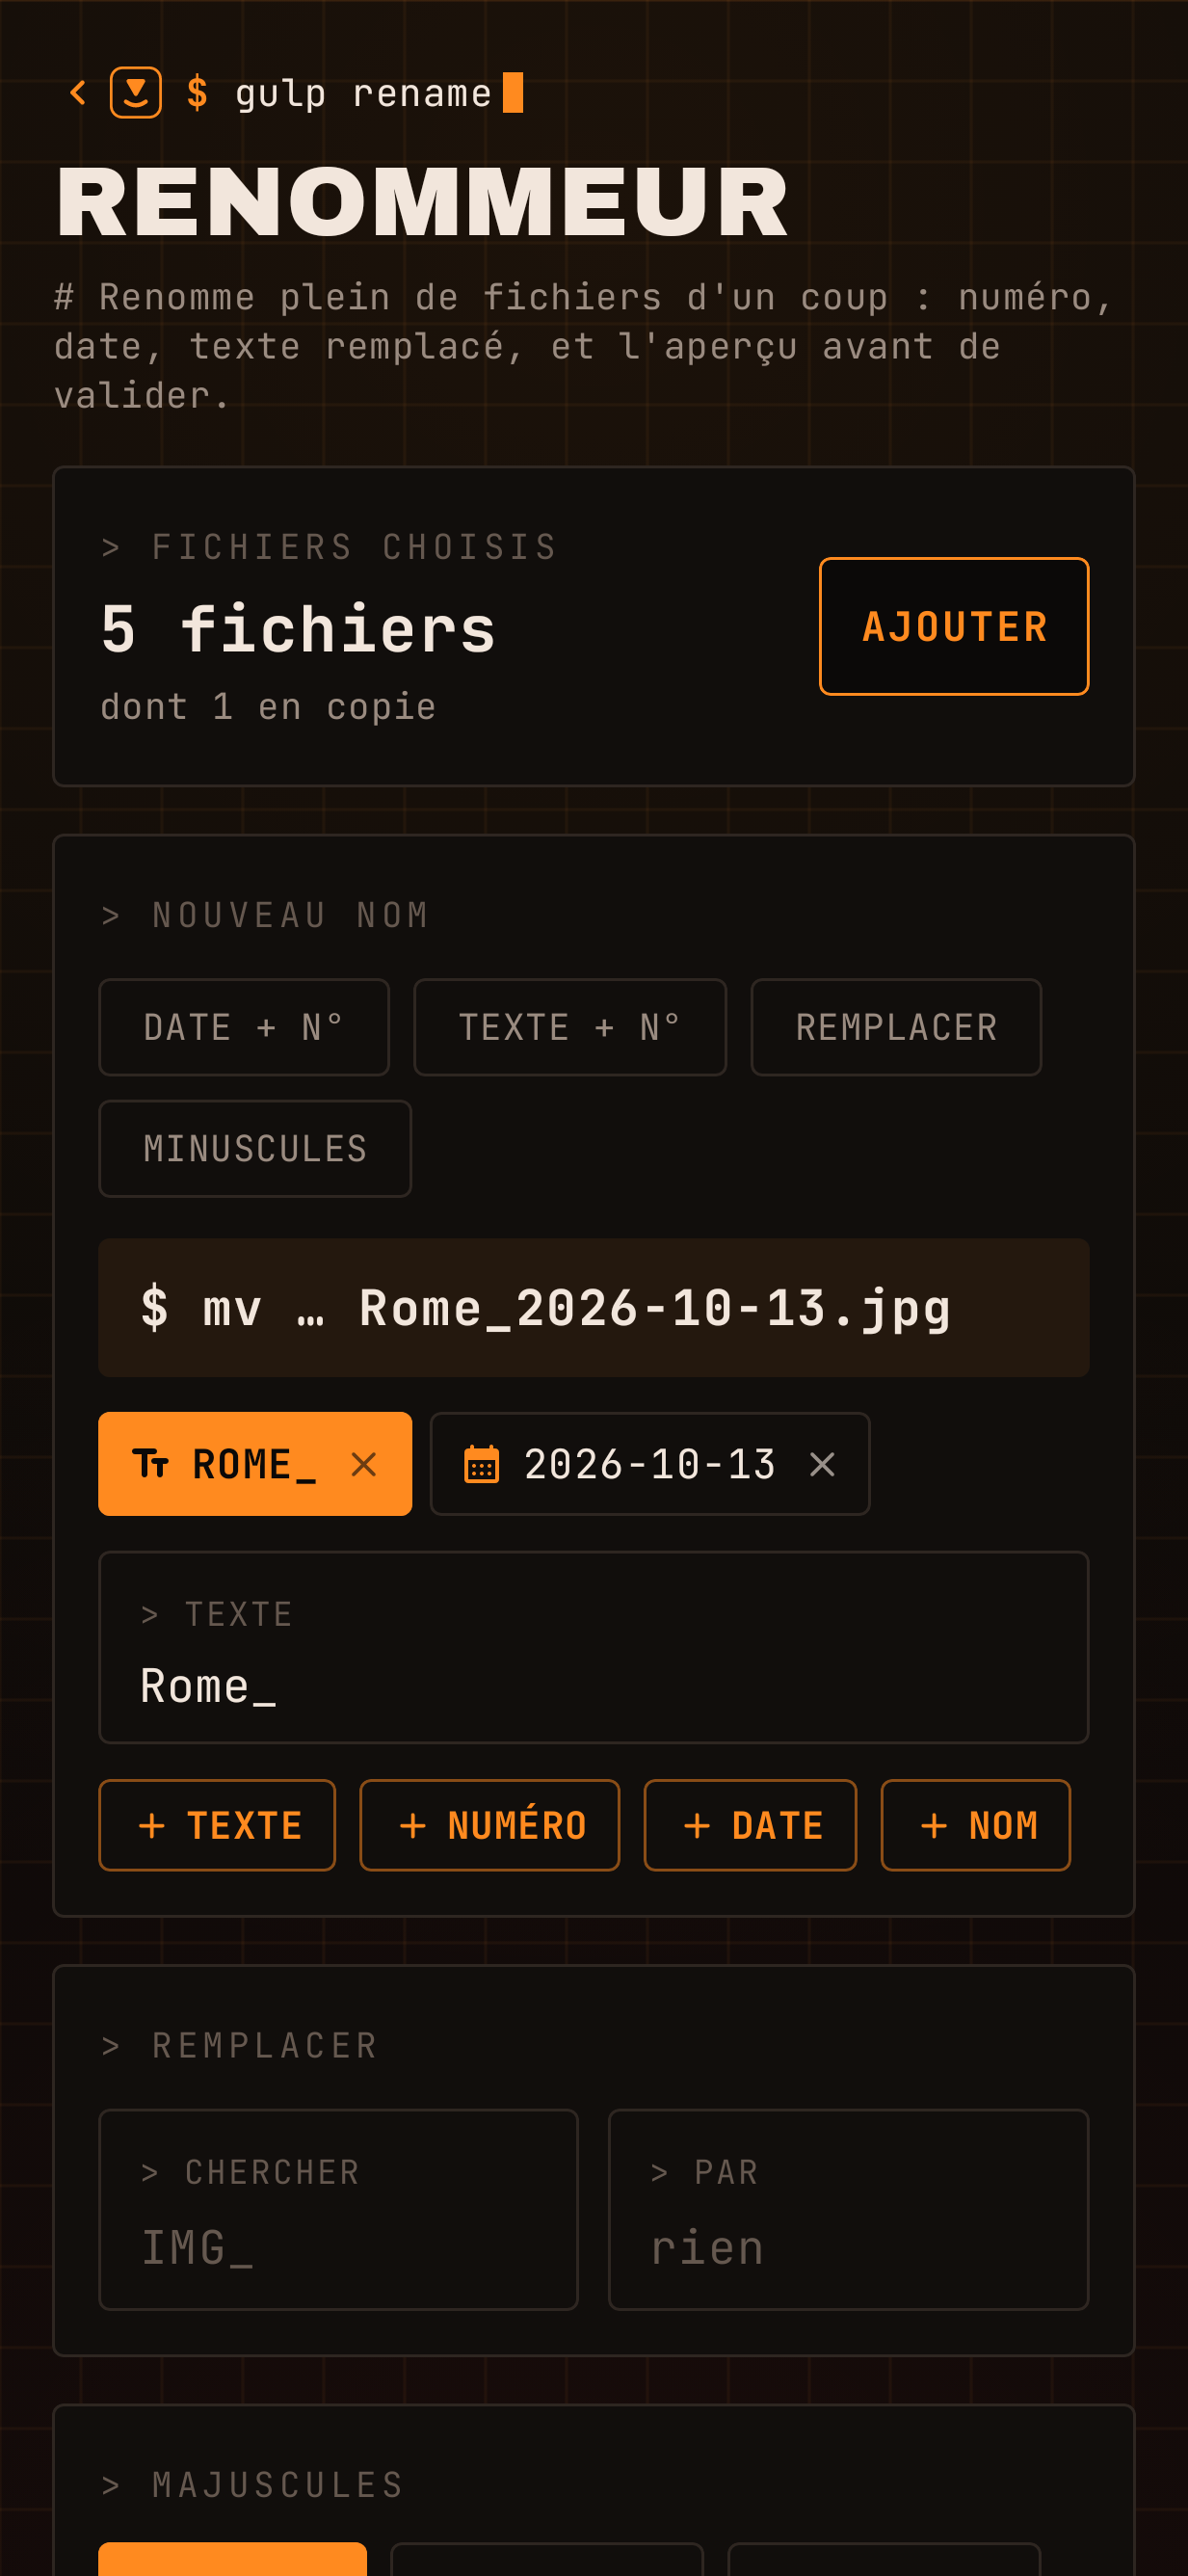 $ gulp rename
RENOMMEUR
# Renomme plein de fichiers d'un coup : numéro,
date, texte remplacé, et l'aperçu avant de
valider.
> FICHIERS CHOISIS
5 fichiers
dont 1 en copie
AJOUTER
> NOUVEAU NOM
DATE + N° TEXTE + N° REMPLACER
MINUSCULES
$ mv … Rome_2026-10-13.jpg
ROME_ × 2026-10-13 ×
> TEXTE
Rome_
+ TEXTE + NUMÉRO + DATE + NOM
> REMPLACER
> CHERCHER > PAR
IMG_ rien
> MAJUSCULES